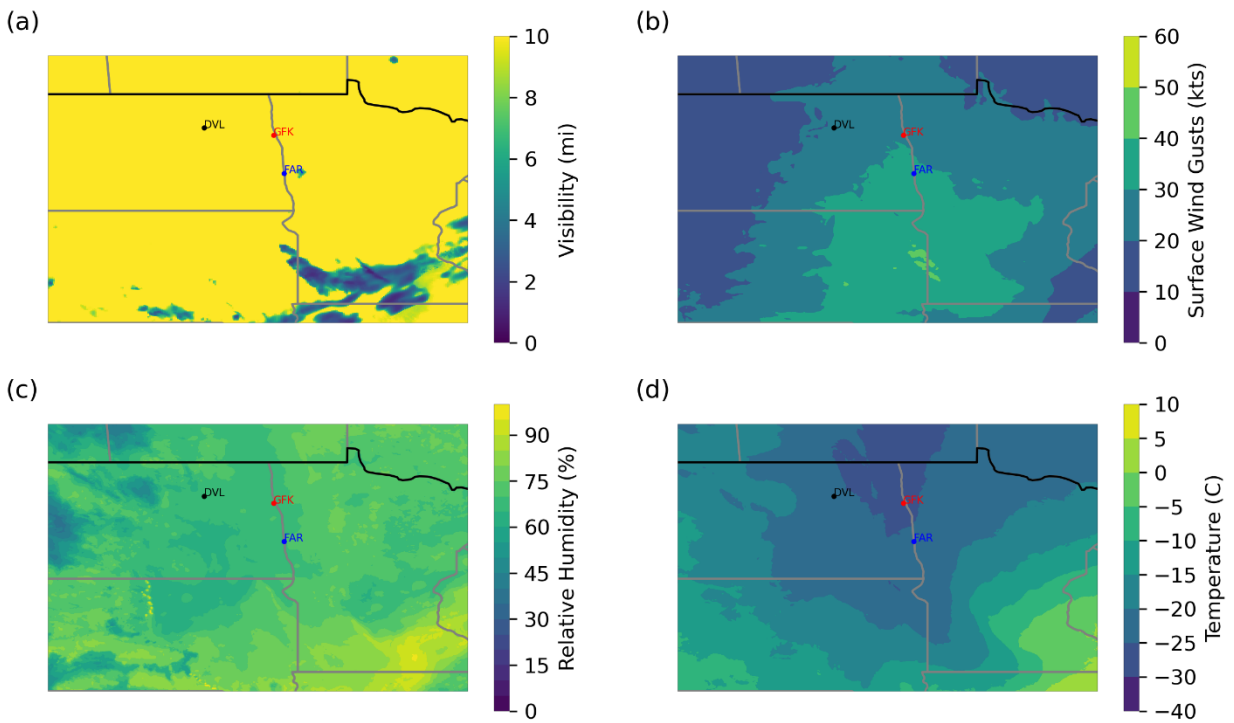 (a)
10
8
6
4
2
0
Visibility (mi)
DVL
GFK
FAR
(b)
60
50
40
30
20
10
0
Surface Wind Gusts (kts)
DVL
GFK
FAR
(c)
90
75
60
45
30
15
0
Relative Humidity (%)
DVL
GFK
FAR
(d)
10
5
0
−5
−10
−15
−20
−25
−30
−40
Temperature (C)
DVL
GFK
FAR